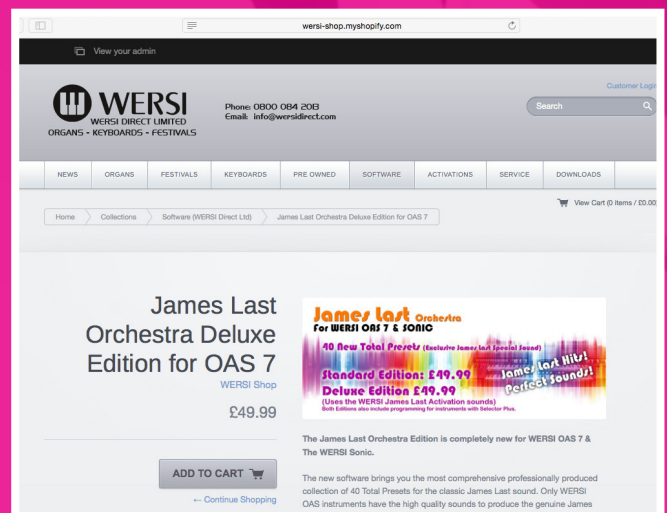 wersi-shop.myshopify.com
View your admin
Customer Login
WERSI
WERSI DIRECT LIMITED
ORGANS - KEYBOARDS - FESTIVALS
Phone: 0800 084 2013
Email: info@wersidirect.com
Search
NEWS ORGANS FESTIVALS KEYBOARDS PRE OWNED SOFTWARE ACTIVATIONS SERVICE DOWNLOADS
View Cart (0 items / £0.00)
Home Collections Software (WERSI Direct Ltd) James Last Orchestra Deluxe Edition for OAS 7
James Last
Orchestra Deluxe
Edition for OAS 7
WERSI Shop
£49.99
ADD TO CART
← Continue Shopping
James Last Orchestra
For WERSI OAS 7 & SONIC
40 New Total Presets (Exclusive James Last Special Sound)
Standard Edition: £49.99
Deluxe Edition £49.99
(Uses the WERSI James Last Activation sounds)
Both Editions also include programming for instruments with Selector Plus.
James Last Hits!
Perfect Sounds!
The James Last Orchestra Edition is completely new for WERSI OAS 7 &
The WERSI Sonic.
The new software brings you the most comprehensive professionally produced
collection of 40 Total Presets for the classic James Last sound. Only WERSI
OAS instruments have the high quality sounds to produce the genuine James